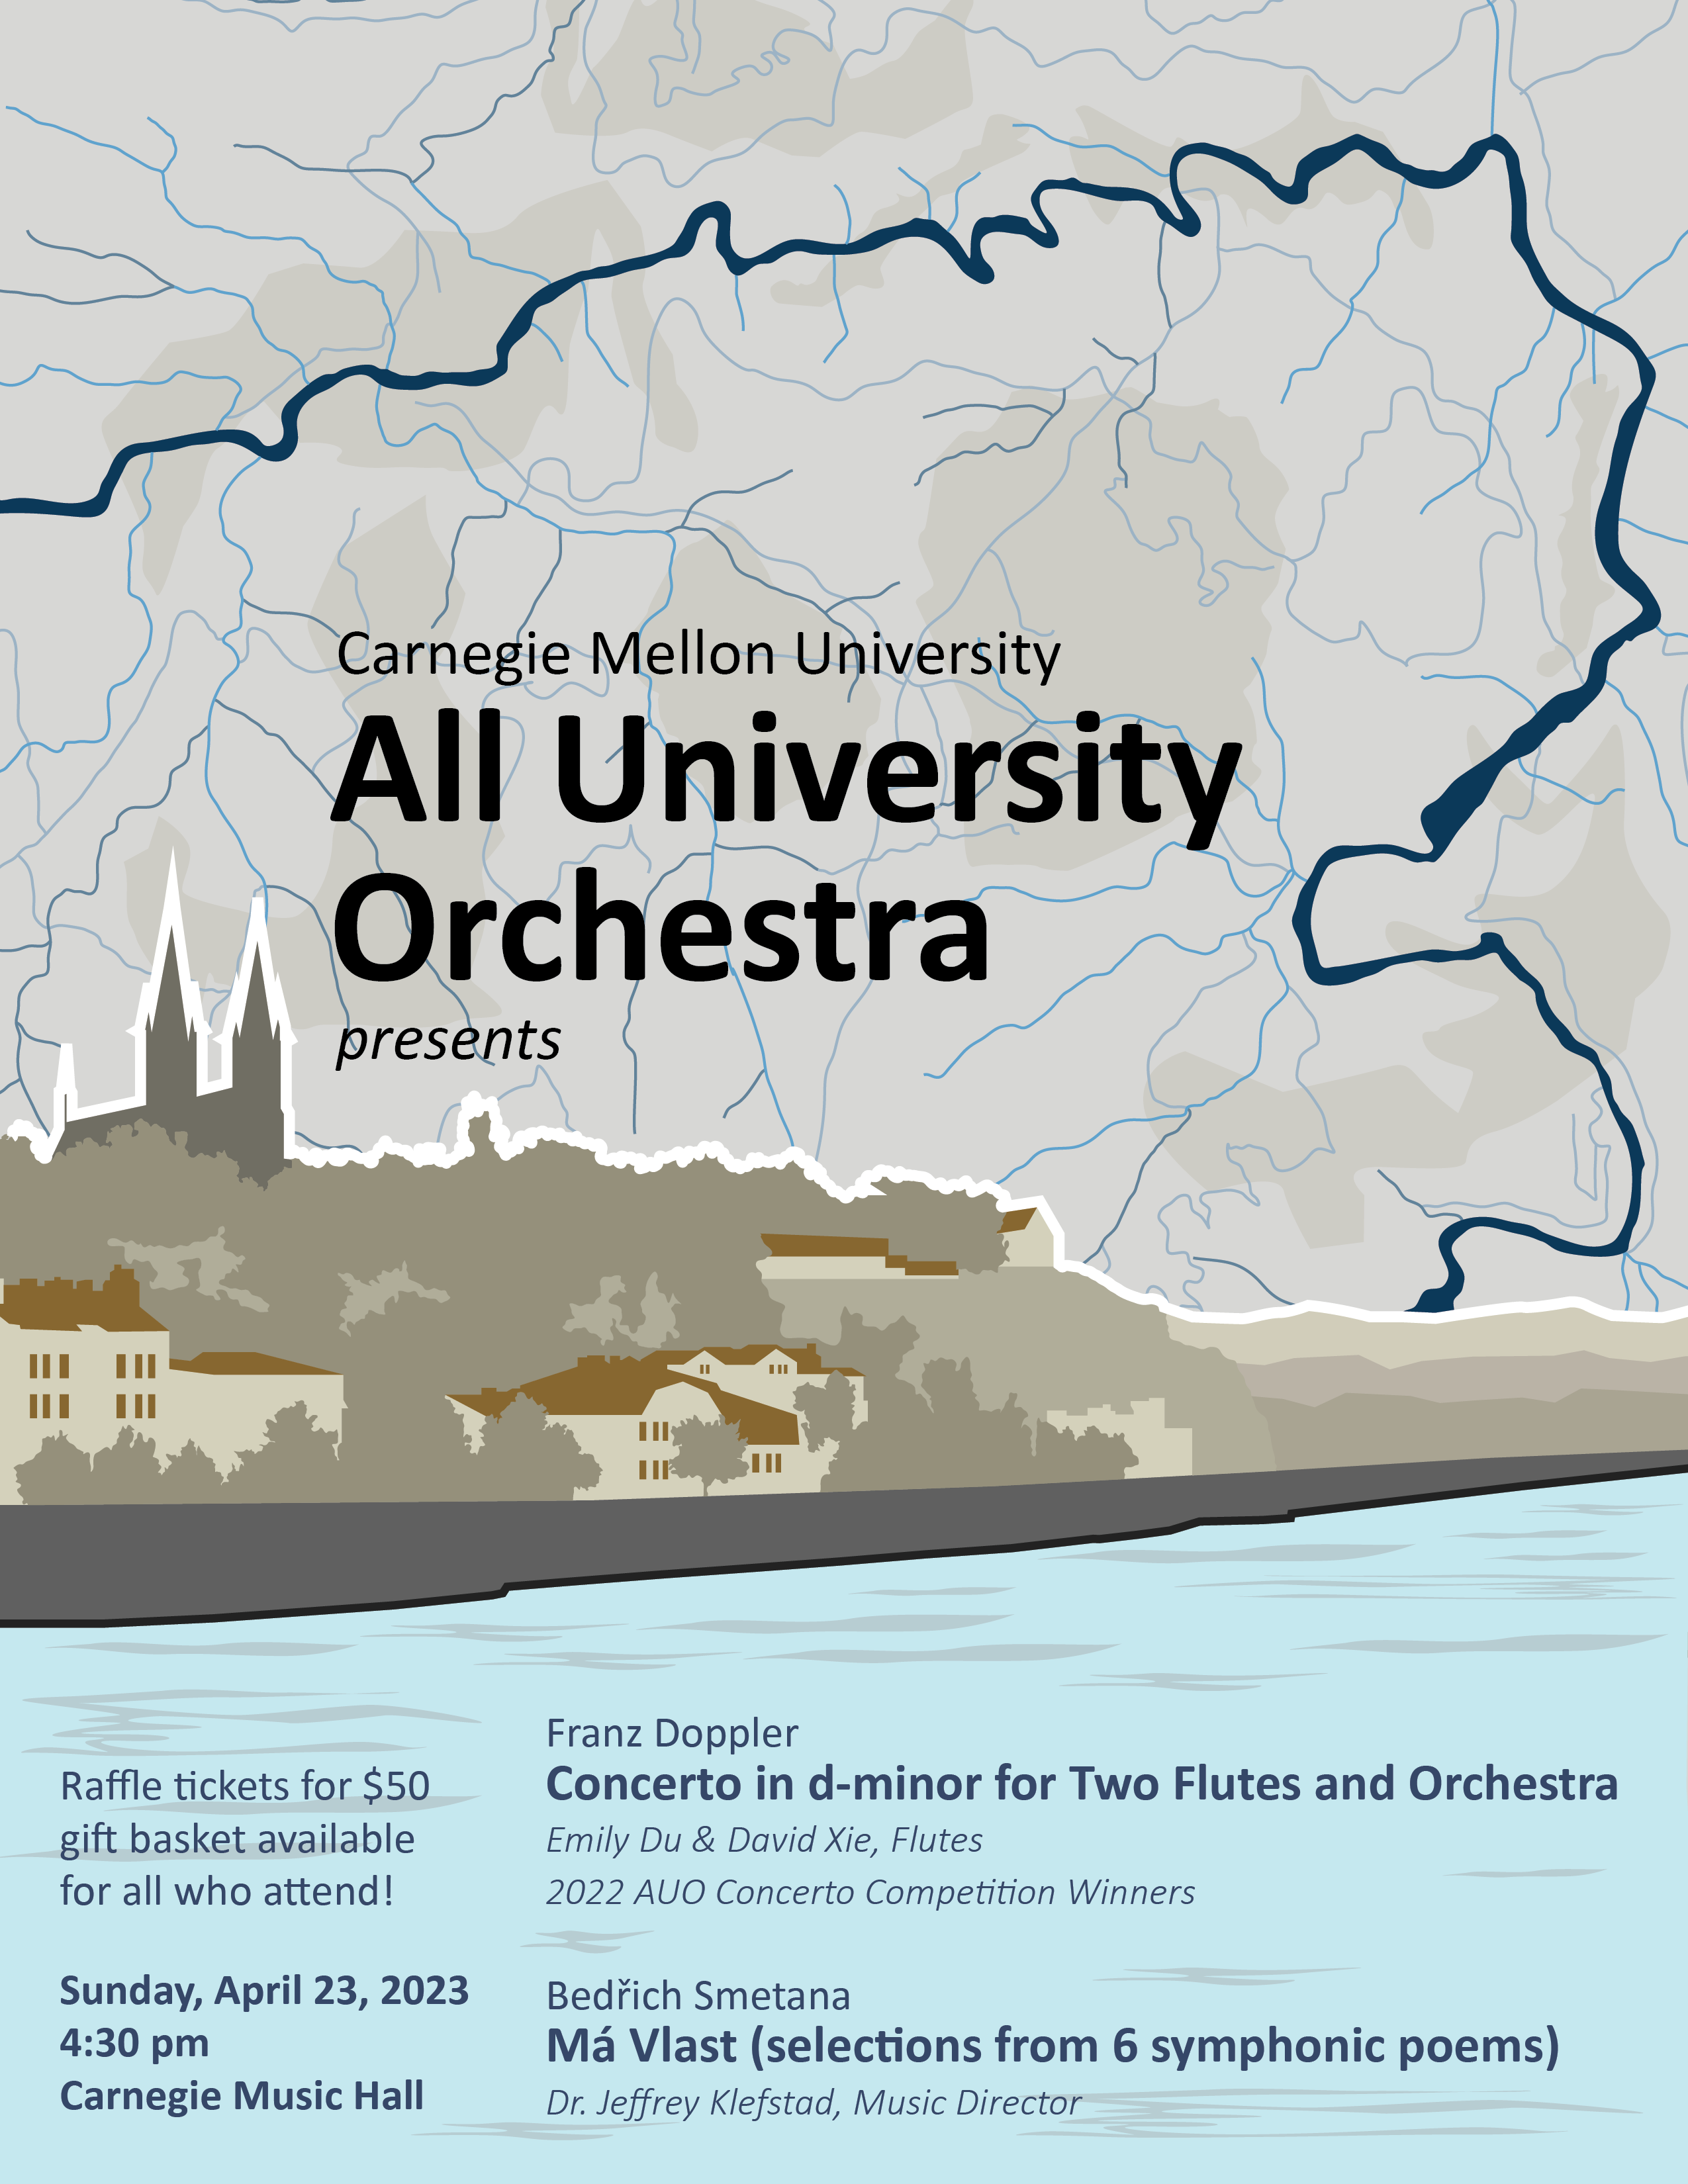 Carnegie Mellon University
All University
Orchestra
presents
Raffle tickets for $50
gift basket available
for all who attend!
Sunday, April 23, 2023
4:30 pm
Carnegie Music Hall
Franz Doppler
Concerto in d-minor for Two Flutes and Orchestra
Emily Du & David Xie, Flutes
2022 AUO Concerto Competition Winners
Bedřich Smetana
Má Vlast (selections from 6 symphonic poems)
Dr. Jeffrey Klefstad, Music Director